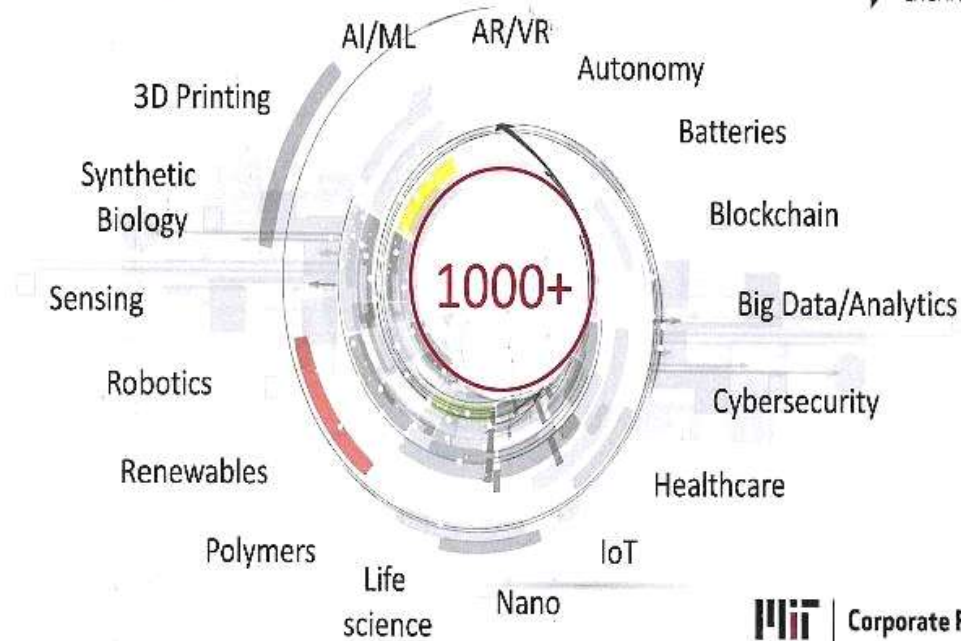 AI/ML
AR/VR
Autonomy
3D Printing
Batteries
Synthetic
Biology
Blockchain
1000+
Sensing
Big Data/Analytics
Robotics
Cybersecurity
Renewables
Healthcare
Polymers
IoT
Life
science
Nano
MIT Corporate